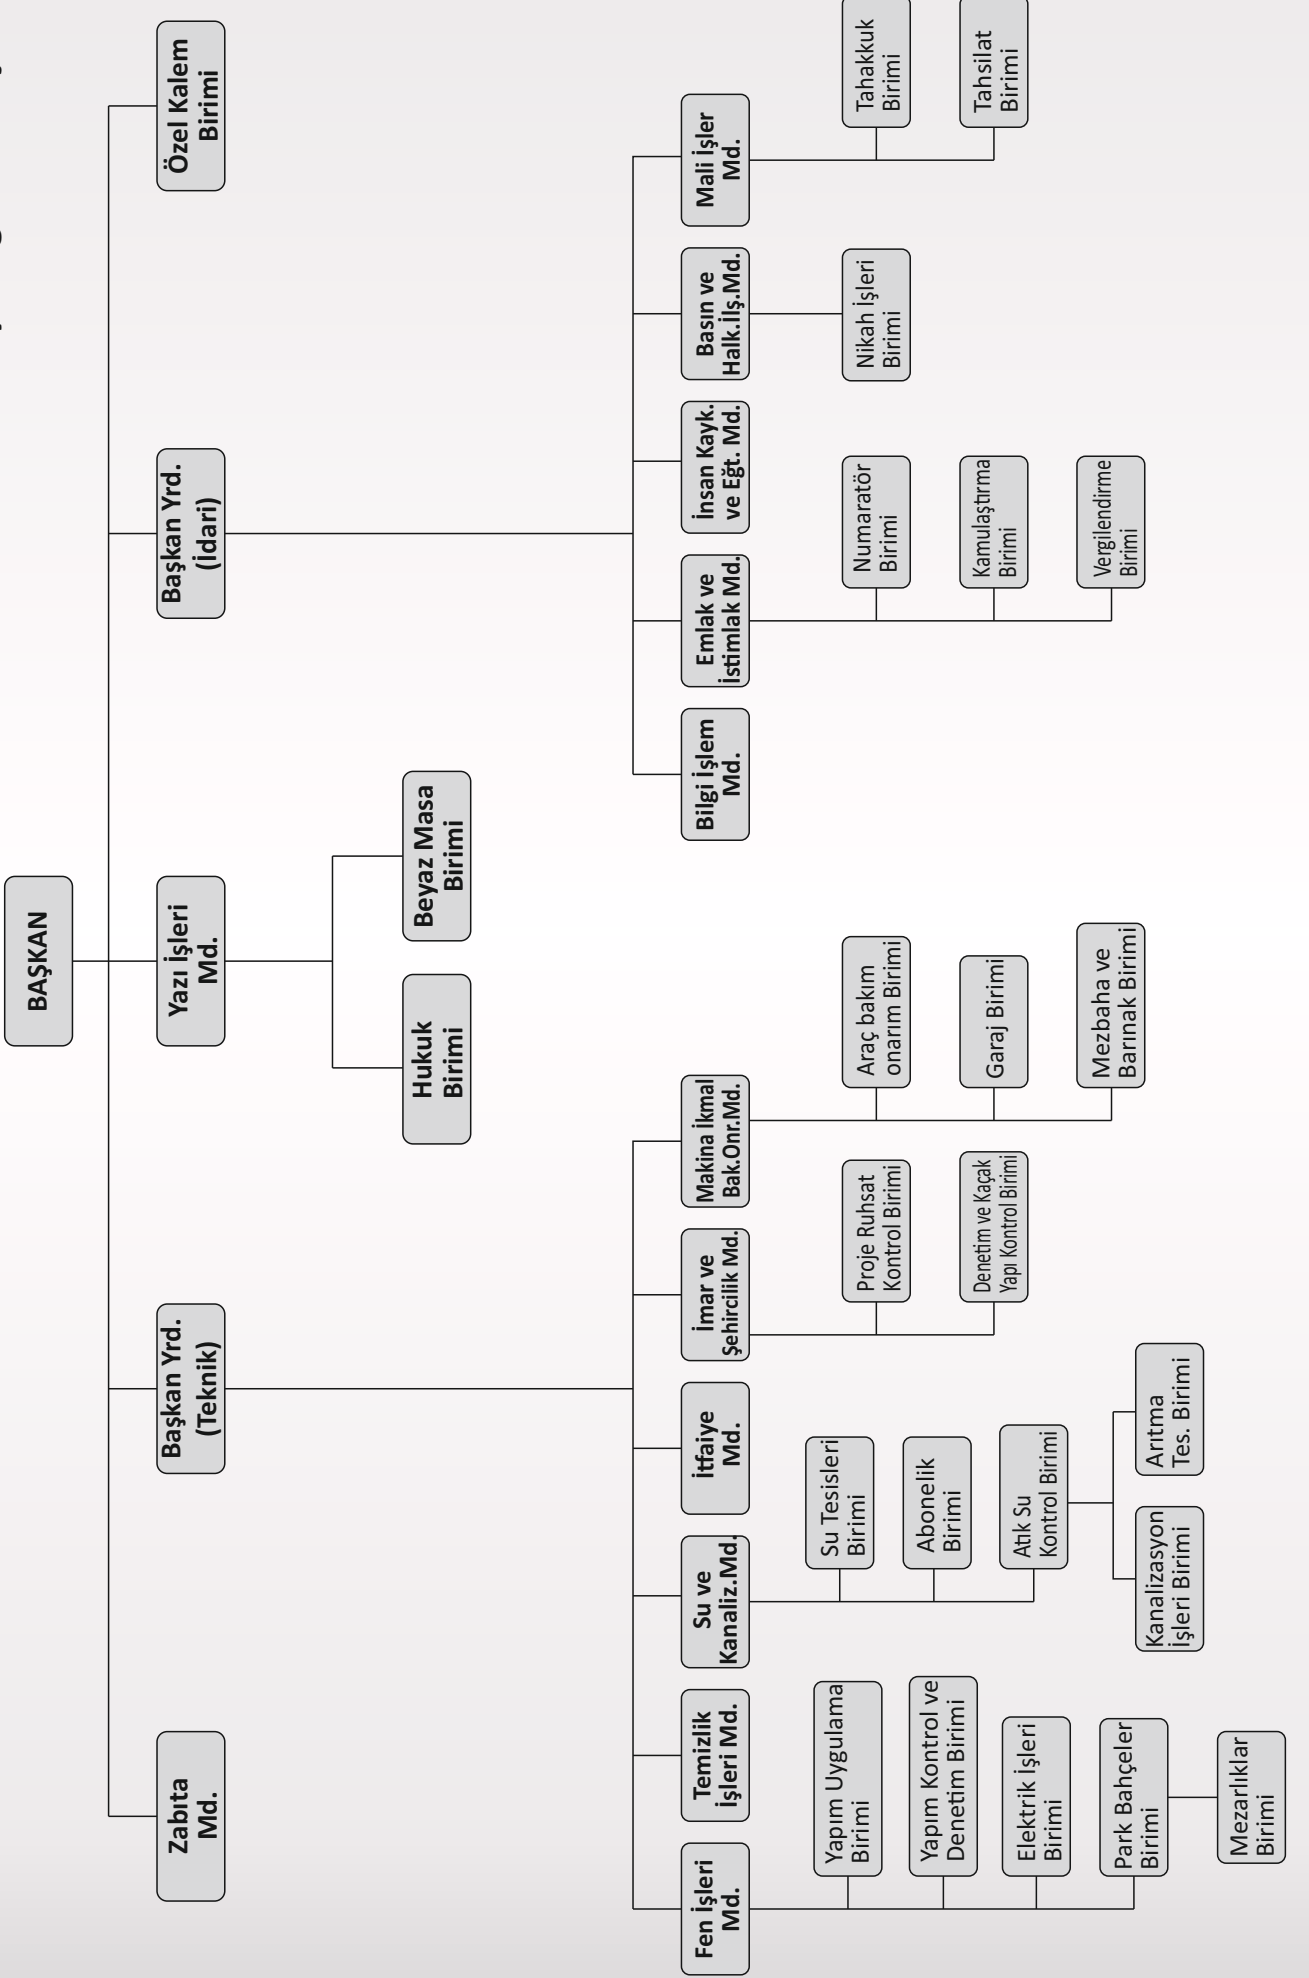 BAŞKAN
Zabıta
Md.
Başkan Yrd.
(Teknik)
Yazı İşleri
Md.
Başkan Yrd.
(İdari)
Özel Kalem
Birimi
Hukuk
Birimi
Beyaz Masa
Birimi
Fen İşleri
Md.
Temizlik
İşleri Md.
Su ve
Kanaliz.Md.
İtfaiye
Md.
İmar ve
Şehircilik Md.
Makina İkmal
Bak.Onr.Md.
Bilgi İşlem
Md.
Emlak ve
İstimlak Md.
İnsan Kayk.
ve Eğt. Md.
Basın ve
Halk.İlş.Md.
Mali İşler
Md.
Yapım Uygulama
Birimi
Yapım Kontrol ve
Denetim Birimi
Elektrik İşleri
Birimi
Park Bahçeler
Birimi
Mezarlıklar
Birimi
Su Tesisleri
Birimi
Abonelik
Birimi
Atık Su
Kontrol Birimi
Kanalizasyon
İşleri Birimi
Arıtma
Tes. Birimi
Proje Ruhsat
Kontrol Birimi
Denetim ve Kaçak
Yapı Kontrol Birimi
Araç bakım
onarım Birimi
Garaj Birimi
Mezbaha ve
Barınak Birimi
Numaratör
Birimi
Kamulaştırma
Birimi
Vergilendirme
Birimi
Nikah İşleri
Birimi
Tahakkuk
Birimi
Tahsilat
Birimi